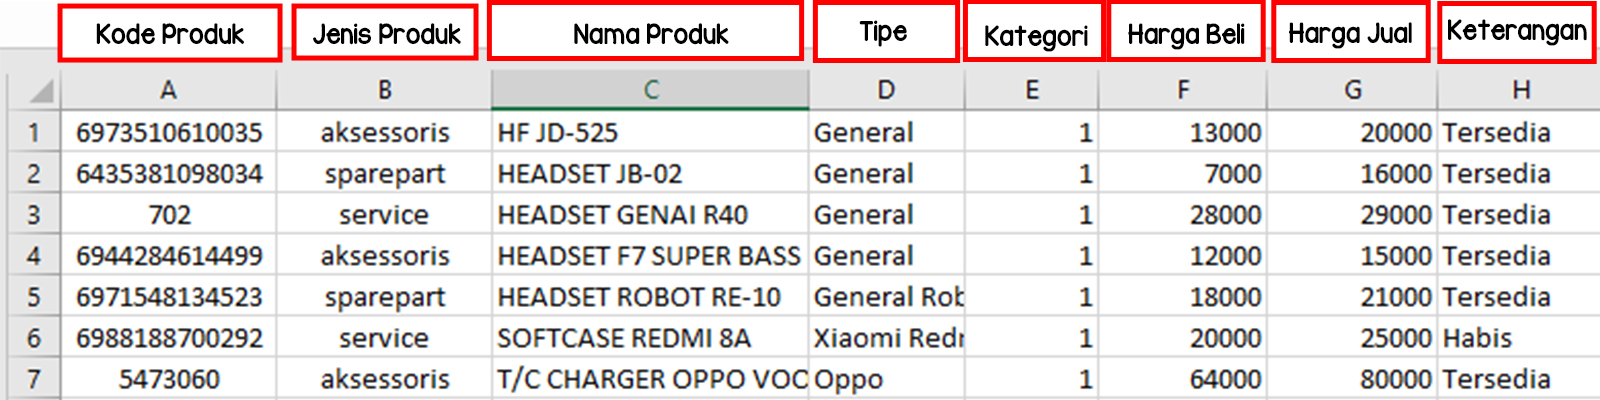 Kode Produk Jenis Produk Nama Produk Tipe Kategori Harga Beli Harga Jual Keterangan
A B C D E F G H
1 6973510610035 aksessoris HF JD-525 General 1 13000 20000 Tersedia
2 6435381098034 sparepart HEADSET JB-02 General 1 7000 16000 Tersedia
3 702 service HEADSET GENAI R40 General 1 28000 29000 Tersedia
4 6944284614499 aksessoris HEADSET F7 SUPER BASS General 1 12000 15000 Tersedia
5 6971548134523 sparepart HEADSET ROBOT RE-10 General Rob 1 18000 21000 Tersedia
6 6988188700292 service SOFTCASE REDMI 8A Xiaomi Redm 1 20000 25000 Habis
7 5473060 aksessoris T/C CHARGER OPPO VOO Oppo 1 64000 80000 Tersedia